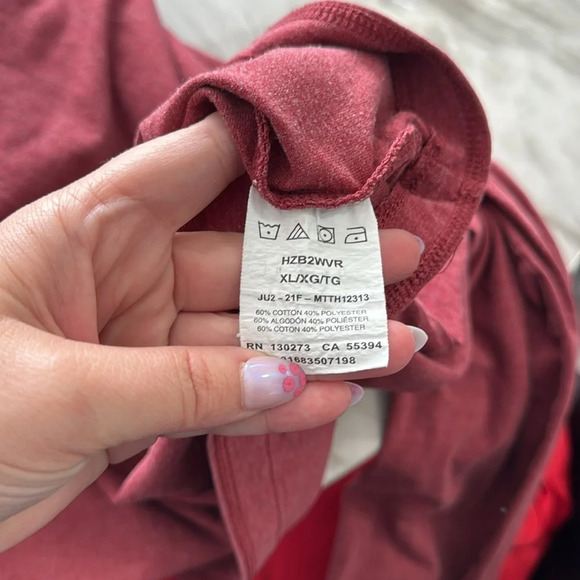 HZB2WVR
XL/XG/TG
JU2-21F-MTTH12313
60% COTTON 40% POLYESTER
60% ALGODÓN 40% POLIÉSTER
60% COTON 40% POLYESTER
RN 130273 CA 55394